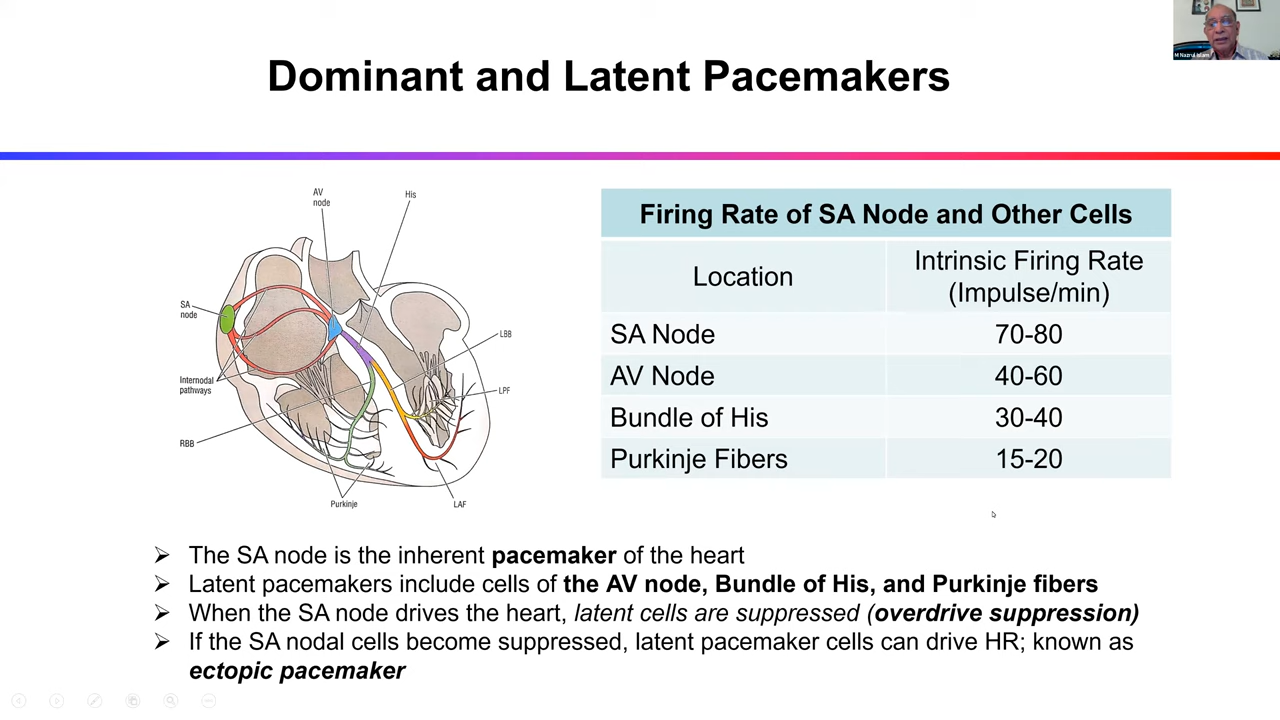 M Nazrul Islam
Dominant and Latent Pacemakers
AV
node
His
SA
node
LBB
Internodal
pathways
LPF
RBB
Purkinje
LAF
Firing Rate of SA Node and Other Cells
Location
Intrinsic Firing Rate
(Impulse/min)
SA Node 70-80
AV Node 40-60
Bundle of His 30-40
Purkinje Fibers 15-20
➢ The SA node is the inherent pacemaker of the heart
➢ Latent pacemakers include cells of the AV node, Bundle of His, and Purkinje fibers
➢ When the SA node drives the heart, latent cells are suppressed (overdrive suppression)
➢ If the SA nodal cells become suppressed, latent pacemaker cells can drive HR; known as
ectopic pacemaker